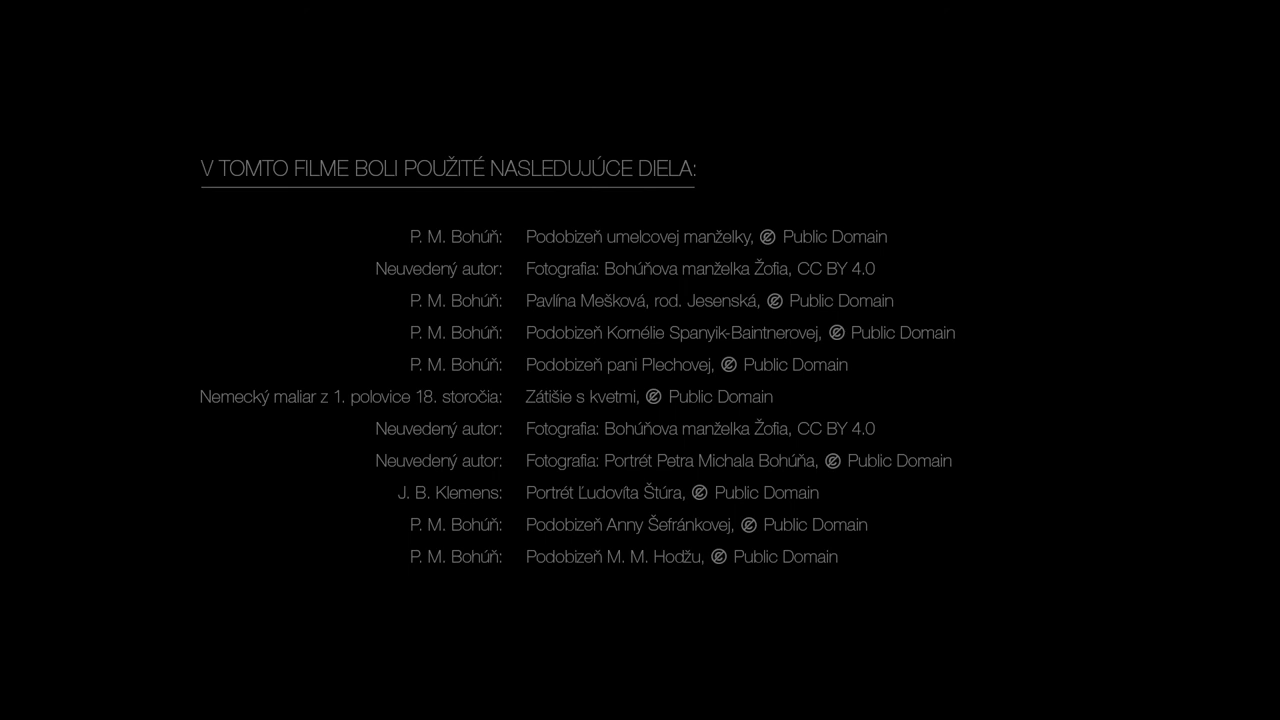 V TOMTO FILME BOLI POUŽITÉ NASLEDUJÚCE DIELA:
P. M. Bohúň: Podobizeň umelcovej manželky, Public Domain
Neuvedený autor: Fotografia: Bohúňova manželka Žofia, CC BY 4.0
P. M. Bohúň: Pavlína Mešková, rod. Jesenská, Public Domain
P. M. Bohúň: Podobizeň Kornélie Spanyik-Baintnerovej, Public Domain
P. M. Bohúň: Podobizeň pani Plechovej, Public Domain
Nemecký maliar z 1. polovice 18. storočia: Zátišie s kvetmi, Public Domain
Neuvedený autor: Fotografia: Bohúňova manželka Žofia, CC BY 4.0
Neuvedený autor: Fotografia: Portrét Petra Michala Bohúňa, Public Domain
J. B. Klemens: Portrét Ľudovíta Štúra, Public Domain
P. M. Bohúň: Podobizeň Anny Šefránkovej, Public Domain
P. M. Bohúň: Podobizeň M. M. Hodžu, Public Domain